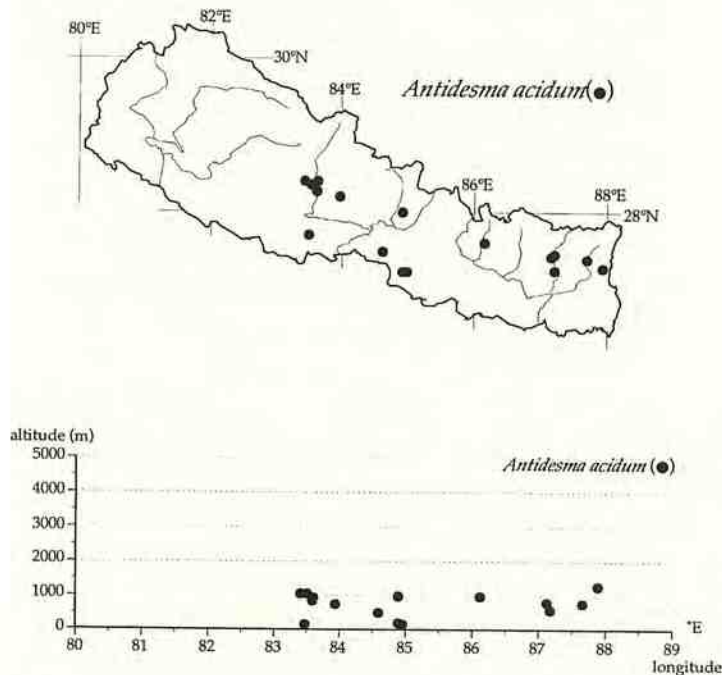 82°E
80°E
30°N
84°E
Antidesma acidum (●)
86°E
88°E
28°N
altitude (m)
5000
Antidesma acidum (●)
4000
3000
2000
1000
0
80 81 82 83 84 85 86 87 88 89
°E
longitude